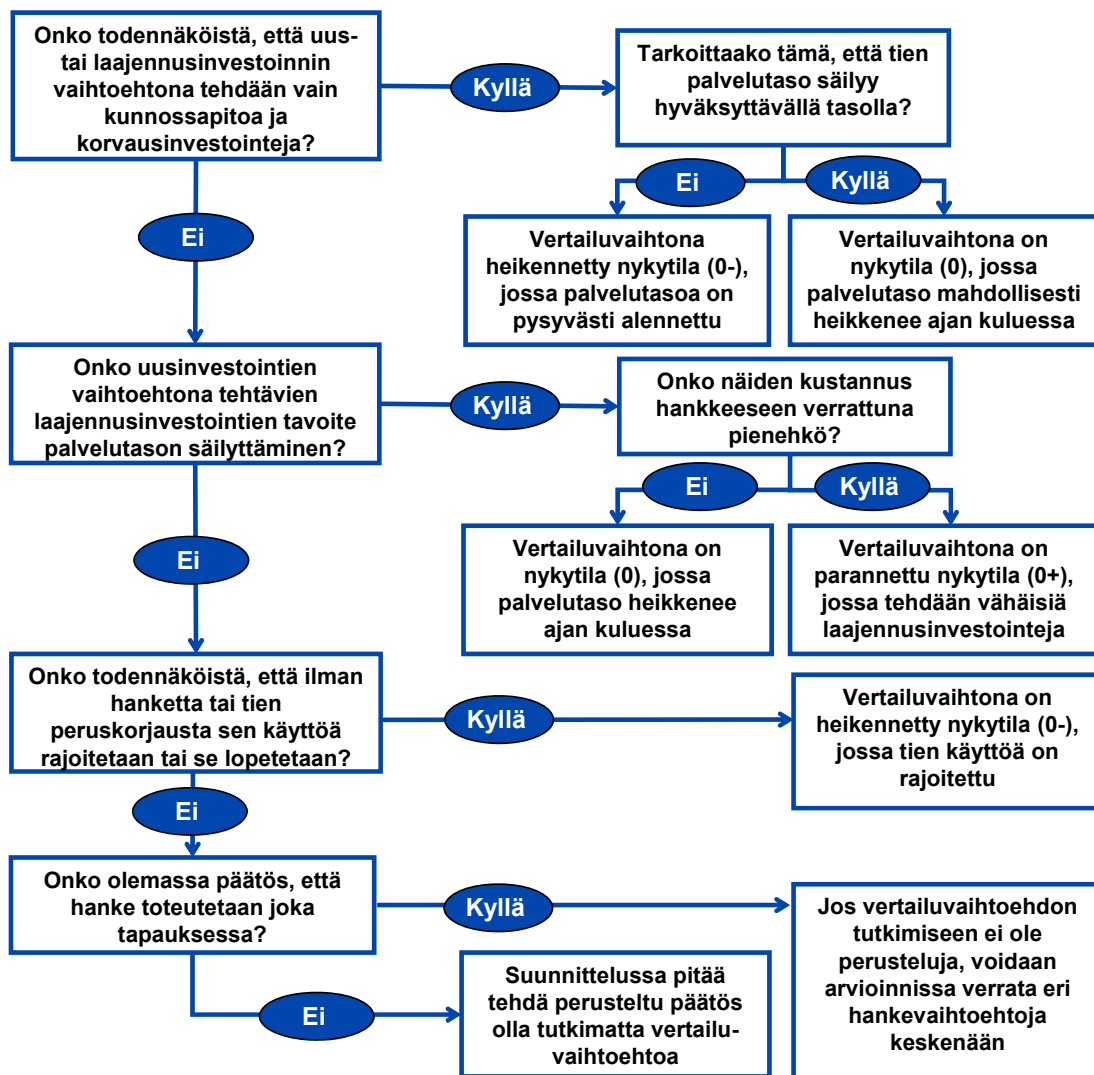 Onko todennäköistä, että uus-
tai laajennusinvestoinnin
vaihtoehtona tehdään vain
kunnossapitoa ja
korvausinvestointeja?
Kyllä
Tarkoittaako tämä, että tien
palvelutaso säilyy
hyväksyttävällä tasolla?
Ei
Kyllä
Vertailuvaihtona
heikennetty nykytila (0-),
jossa palvelutasoa on
pysyvästi alennettu
Vertailuvaihtona on
nykytila (0), jossa
palvelutaso mahdollisesti
heikkenee ajan kuluessa
Ei
Onko uusinvestointien
vaihtoehtona tehtävien
laajennusinvestointien tavoite
palvelutason säilyttäminen?
Kyllä
Onko näiden kustannus
hankkeeseen verrattuna
pienehkö?
Ei
Kyllä
Vertailuvaihtona on
nykytila (0), jossa
palvelutaso heikkenee
ajan kuluessa
Vertailuvaihtona on
parannettu nykytila (0+),
jossa tehdään vähäisiä
laajennusinvestointeja
Ei
Onko todennäköistä, että ilman
hanketta tai tien
peruskorjausta sen käyttöä
rajoitetaan tai se lopetetaan?
Kyllä
Vertailuvaihtona on
heikennetty nykytila (0-),
jossa tien käyttöä on
rajoitettu
Ei
Onko olemassa päätös, että
hanke toteutetaan joka
tapauksessa?
Kyllä
Jos vertailuvaihtoehdon
tutkimiseen ei ole
perusteluja, voidaan
arvioinnissa verrata eri
hankevaihtoehtoja
keskenään
Ei
Suunnittelussa pitää
tehdä perusteltu päätös
olla tutkimatta vertailu-
vaihtoehtoa